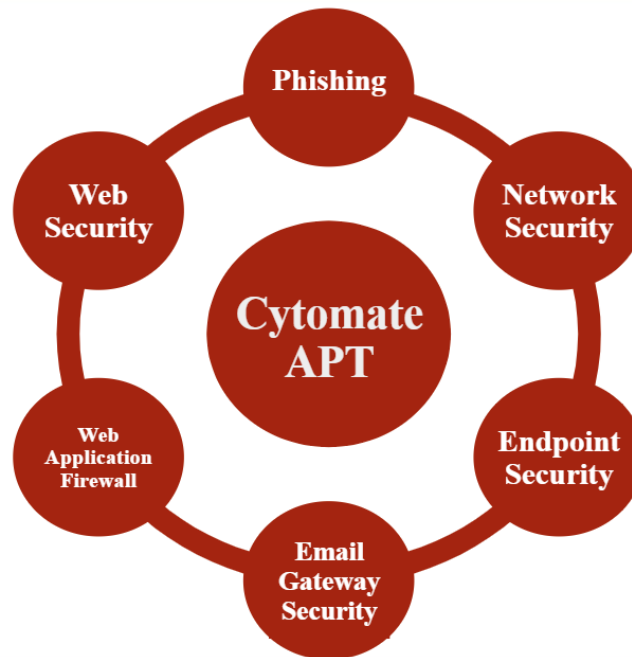 Phishing
Network
Security
Endpoint
Security
Email
Gateway
Security
Web
Application
Firewall
Web
Security
Cytomate
APT